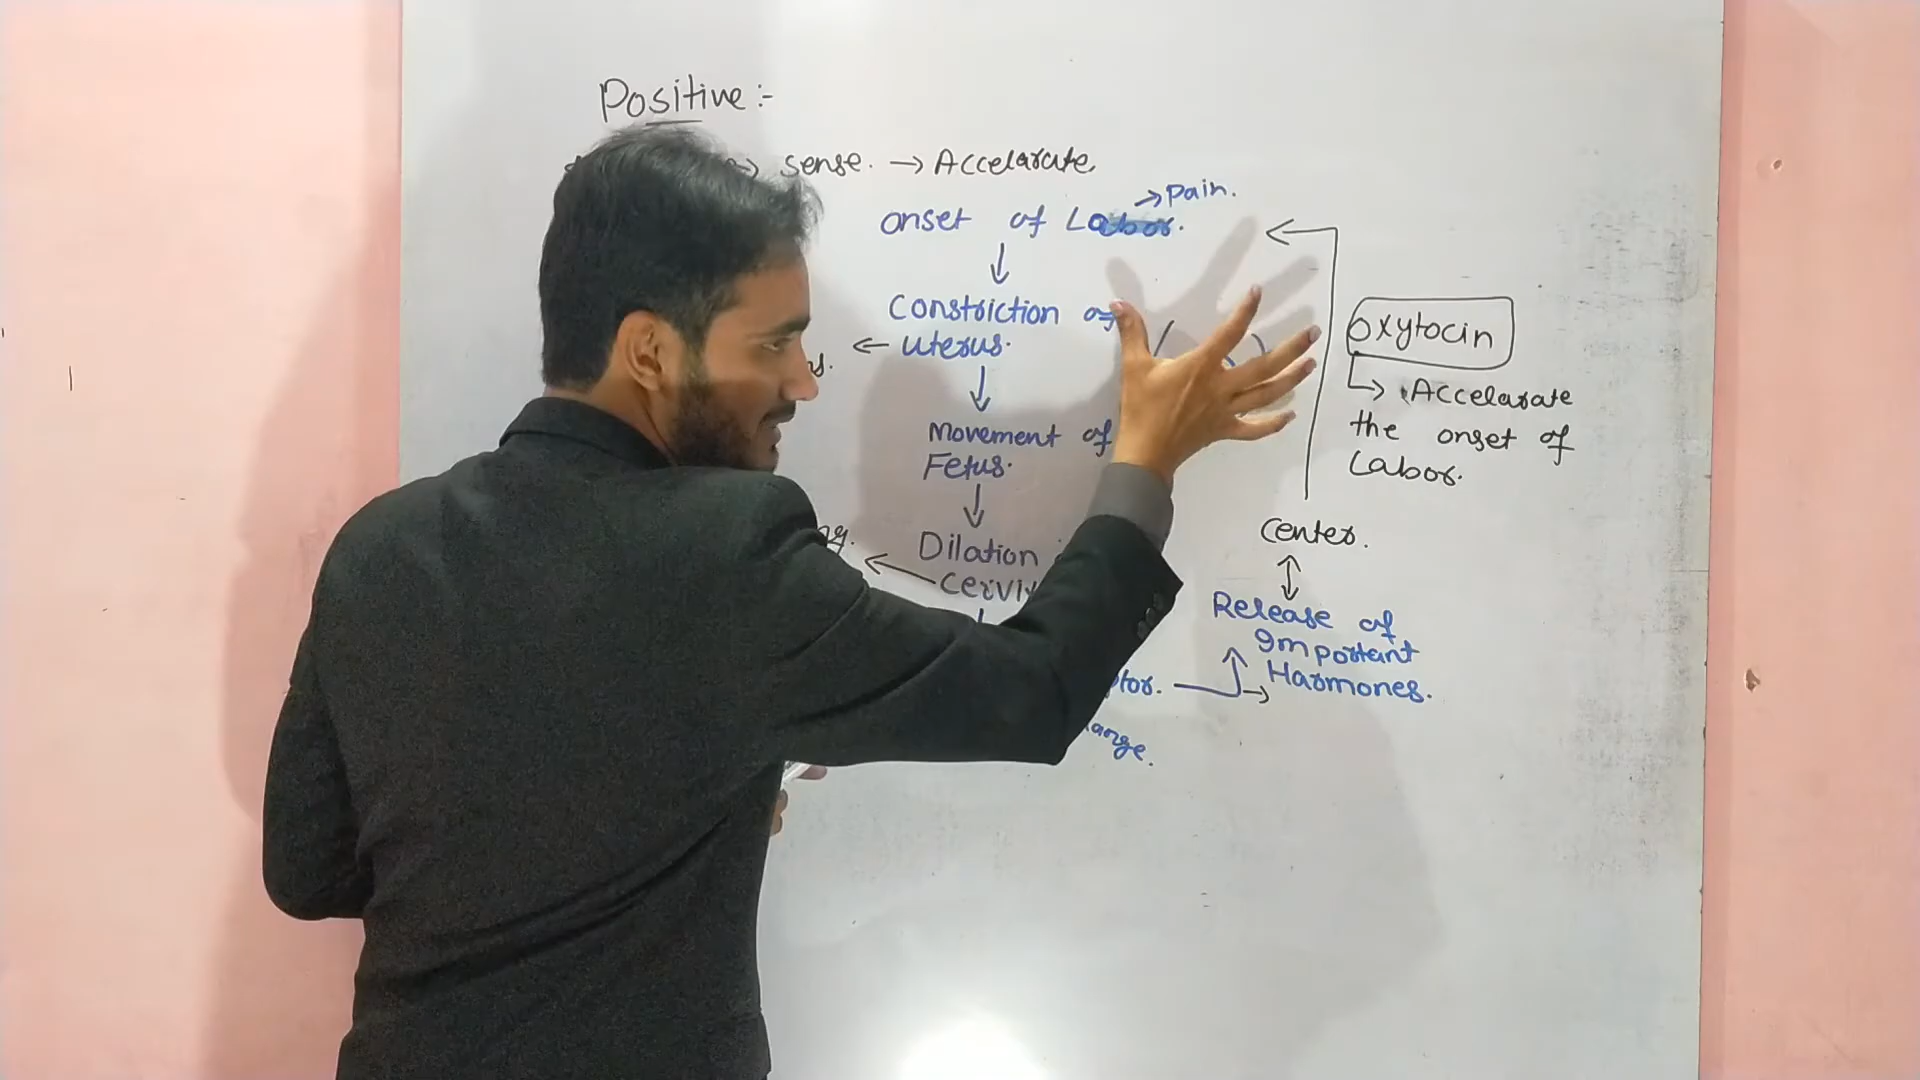 Positive :-
sense. → Accelarate.
→ Pain.
onset of Labor.
Constriction of
← uterus.
Movement of
Fetus.
Dilation
oxytocin
Accelarate
the onset of
Labor.
Center.
Release of
Important
Harmones.